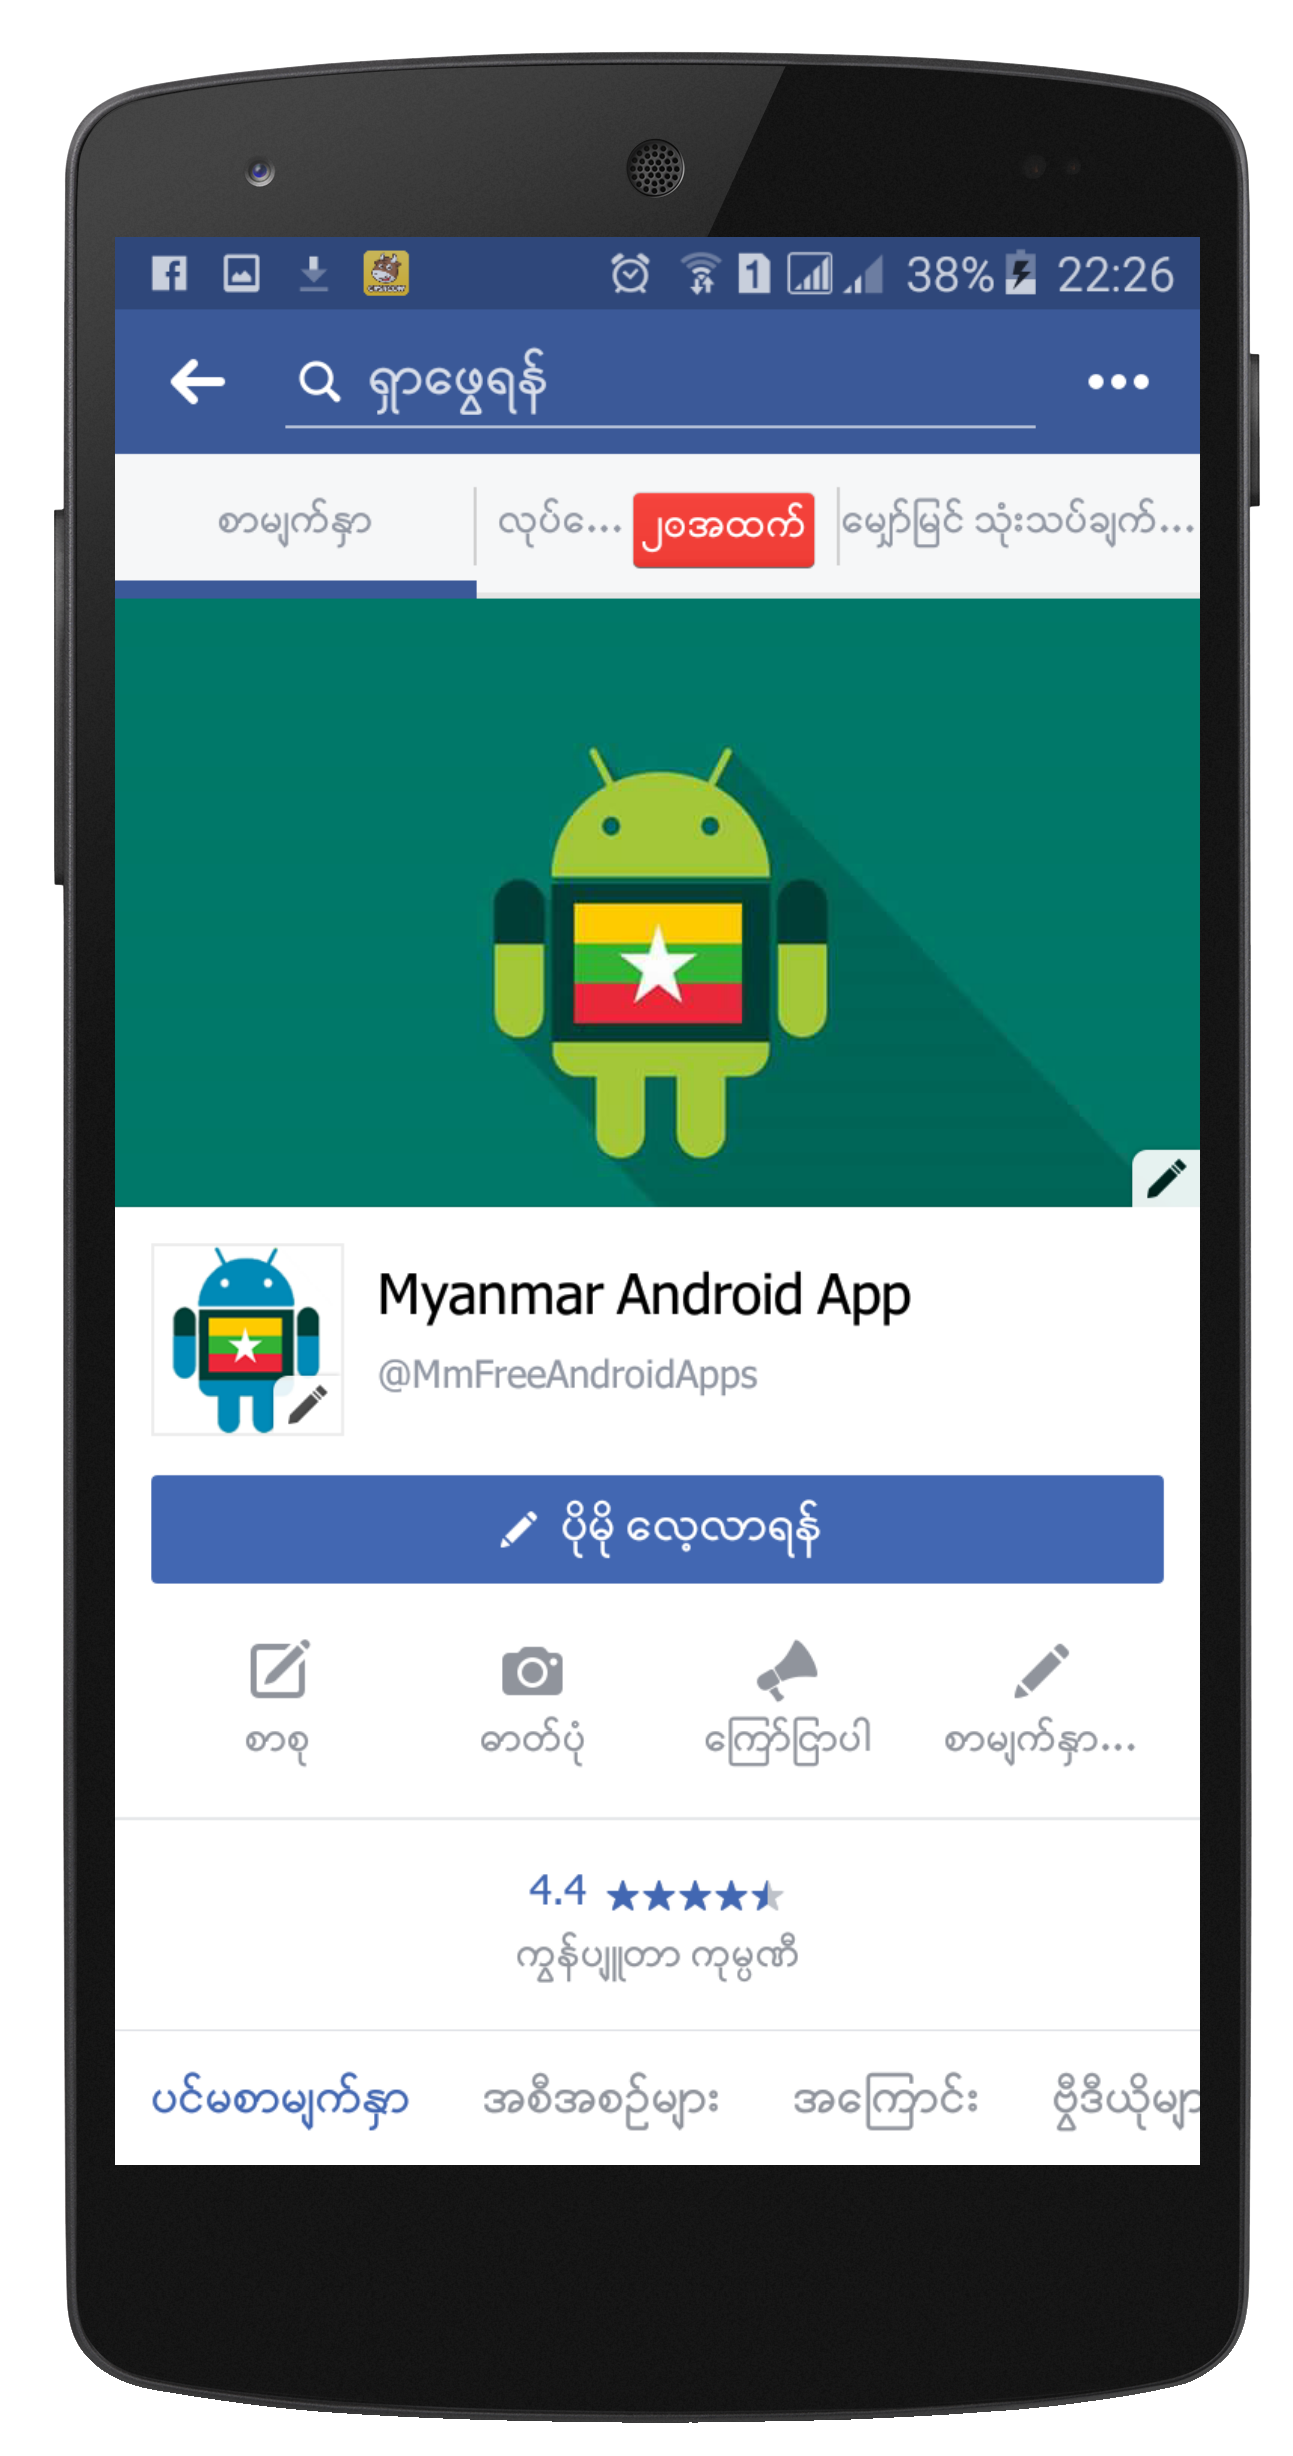 38% 22:26
ရှာဖွေရန်
စာမျက်နှာ လုပ်ဆေ... ၂၀အထက် မျှော်မြင် သုံးသပ်ချက်...
Myanmar Android App
@MmFreeAndroidApps
ပိုမို လေ့လာရန်
စာစု ဓာတ်ပုံ ကြော်ငြာပါ စာမျက်နှာ...
4.4
ကွန်ပျူတာ ကုမ္ပဏီ
ပင်မစာမျက်နှာ အစီအစဉ်များ အကြောင်း ဗွီဒီယိုမျာ